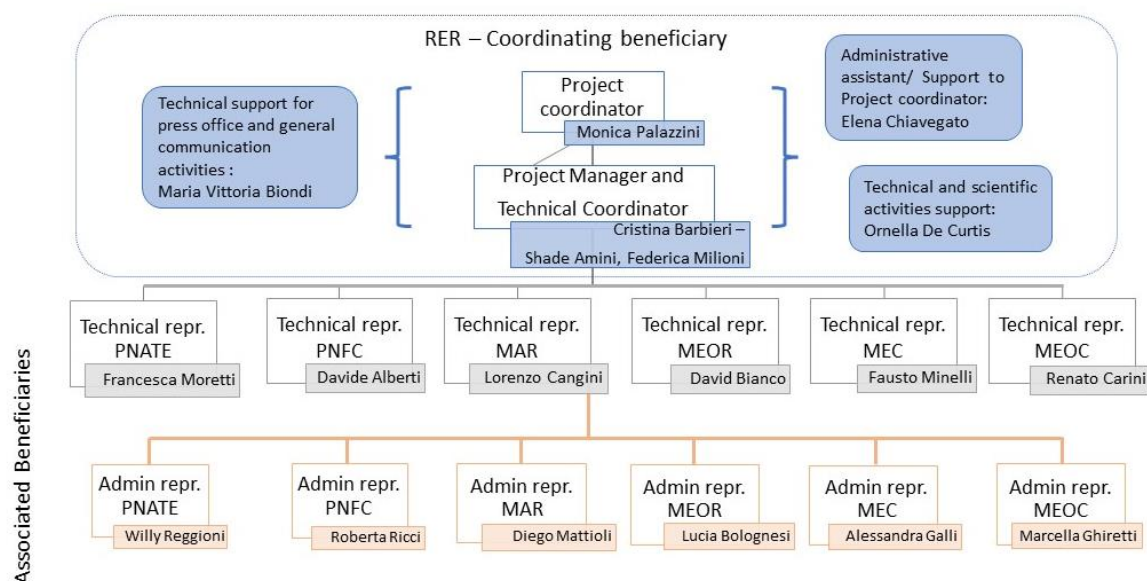 RER – Coordinating beneficiary
Technical support for
press office and general
communication
activities :
Maria Vittoria Biondi
Project
coordinator
Monica Palazzini
Project Manager and
Technical Coordinator
Cristina Barbieri –
Shade Amini, Federica Milioni
Administrative
assistant/ Support to
Project coordinator:
Elena Chiavegato
Technical and scientific
activities support:
Ornella De Curtis
Associated Beneficiaries
Technical repr.
PNATE
Francesca Moretti
Technical repr.
PNFC
Davide Alberti
Technical repr.
MAR
Lorenzo Cangini
Technical repr.
MEOR
David Bianco
Technical repr.
MEC
Fausto Minelli
Technical repr.
MEOC
Renato Carini
Admin repr.
PNATE
Willy Reggioni
Admin repr.
PNFC
Roberta Ricci
Admin repr.
MAR
Diego Mattioli
Admin repr.
MEOR
Lucia Bolognesi
Admin repr.
MEC
Alessandra Galli
Admin repr.
MEOC
Marcella Ghiretti